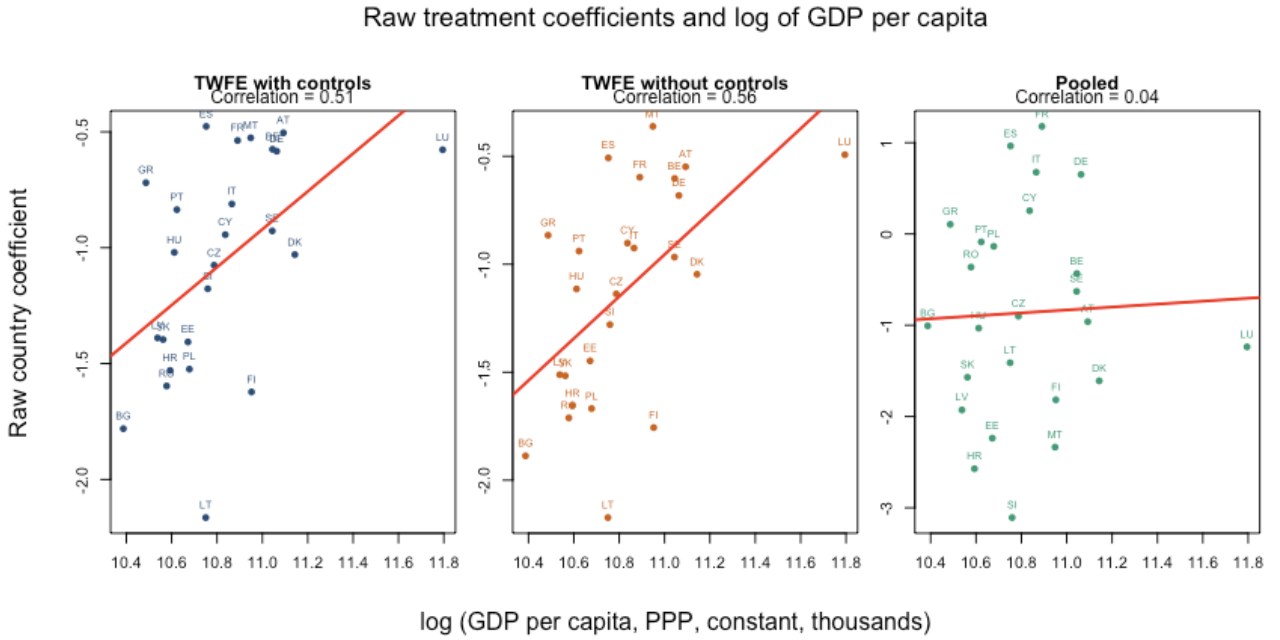 Raw treatment coefficients and log of GDP per capita
TWFE with controls
Correlation = 0.51
ES
FR
MT
AT
DE
LU
GR
PT
IT
CY
SE
DK
HU
CZ
SK
EE
HR
PL
FI
BG
LT
-0.5
-1.0
-1.5
-2.0
10.4 10.6 10.8 11.0 11.2 11.4 11.6 11.8
TWFE without controls
Correlation = 0.56
MT
ES
FR
AT
BE
DE
LU
GR
PT
CY
IT
SE
DK
HU
CZ
SI
EE
SK
HR
PL
FI
BG
LT
-0.5
-1.0
-1.5
-2.0
10.4 10.6 10.8 11.0 11.2 11.4 11.6 11.8
Pooled
Correlation = 0.04
FR
ES
IT
DE
CY
GR
PT
PL
RO
BE
SE
CZ
BG
HU
AT
LU
LT
SK
DK
LV
FI
EE
MT
HR
SI
1
0
-1
-2
-3
10.4 10.6 10.8 11.0 11.2 11.4 11.6 11.8
Raw country coefficient
log (GDP per capita, PPP, constant, thousands)